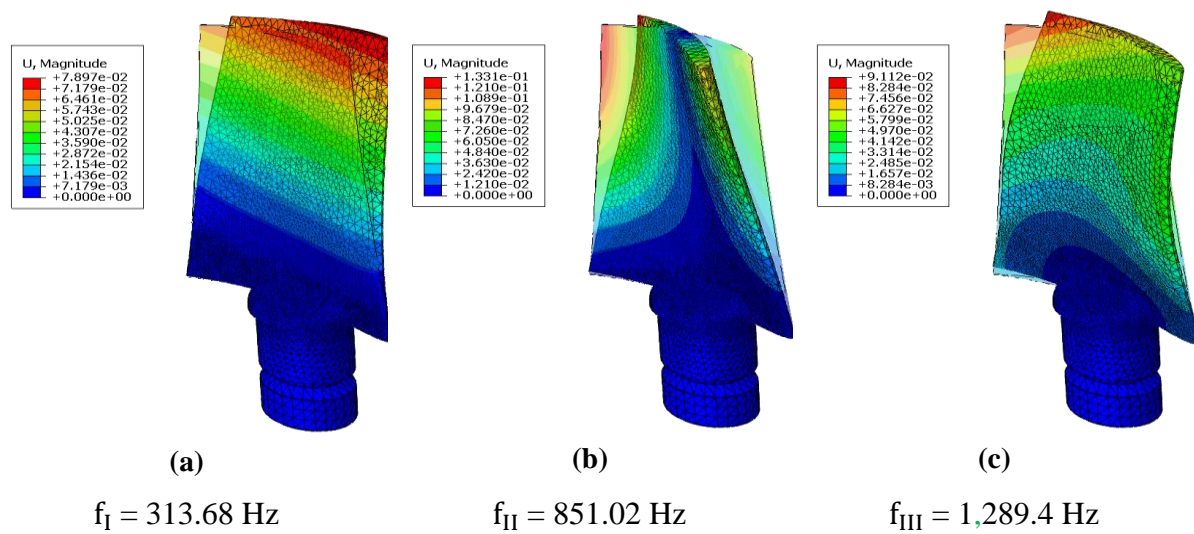 U, Magnitude
+7.897e-02
+7.179e-02
+6.461e-02
+5.743e-02
+5.025e-02
+4.307e-02
+3.590e-02
+2.872e-02
+2.154e-02
+1.436e-02
+7.179e-03
+0.000e+00
U, Magnitude
+1.331e-01
+1.210e-01
+1.089e-01
+9.679e-02
+8.470e-02
+7.260e-02
+6.050e-02
+4.840e-02
+3.630e-02
+2.420e-02
+1.210e-02
+0.000e+00
U, Magnitude
+9.112e-02
+8.284e-02
+7.456e-02
+6.627e-02
+5.799e-02
+4.970e-02
+4.142e-02
+3.314e-02
+2.485e-02
+1.657e-02
+8.284e-03
+0.000e+00
(a)
(b)
(c)
f_I = 313.68 Hz
f_II = 851.02 Hz
f_III = 1,289.4 Hz